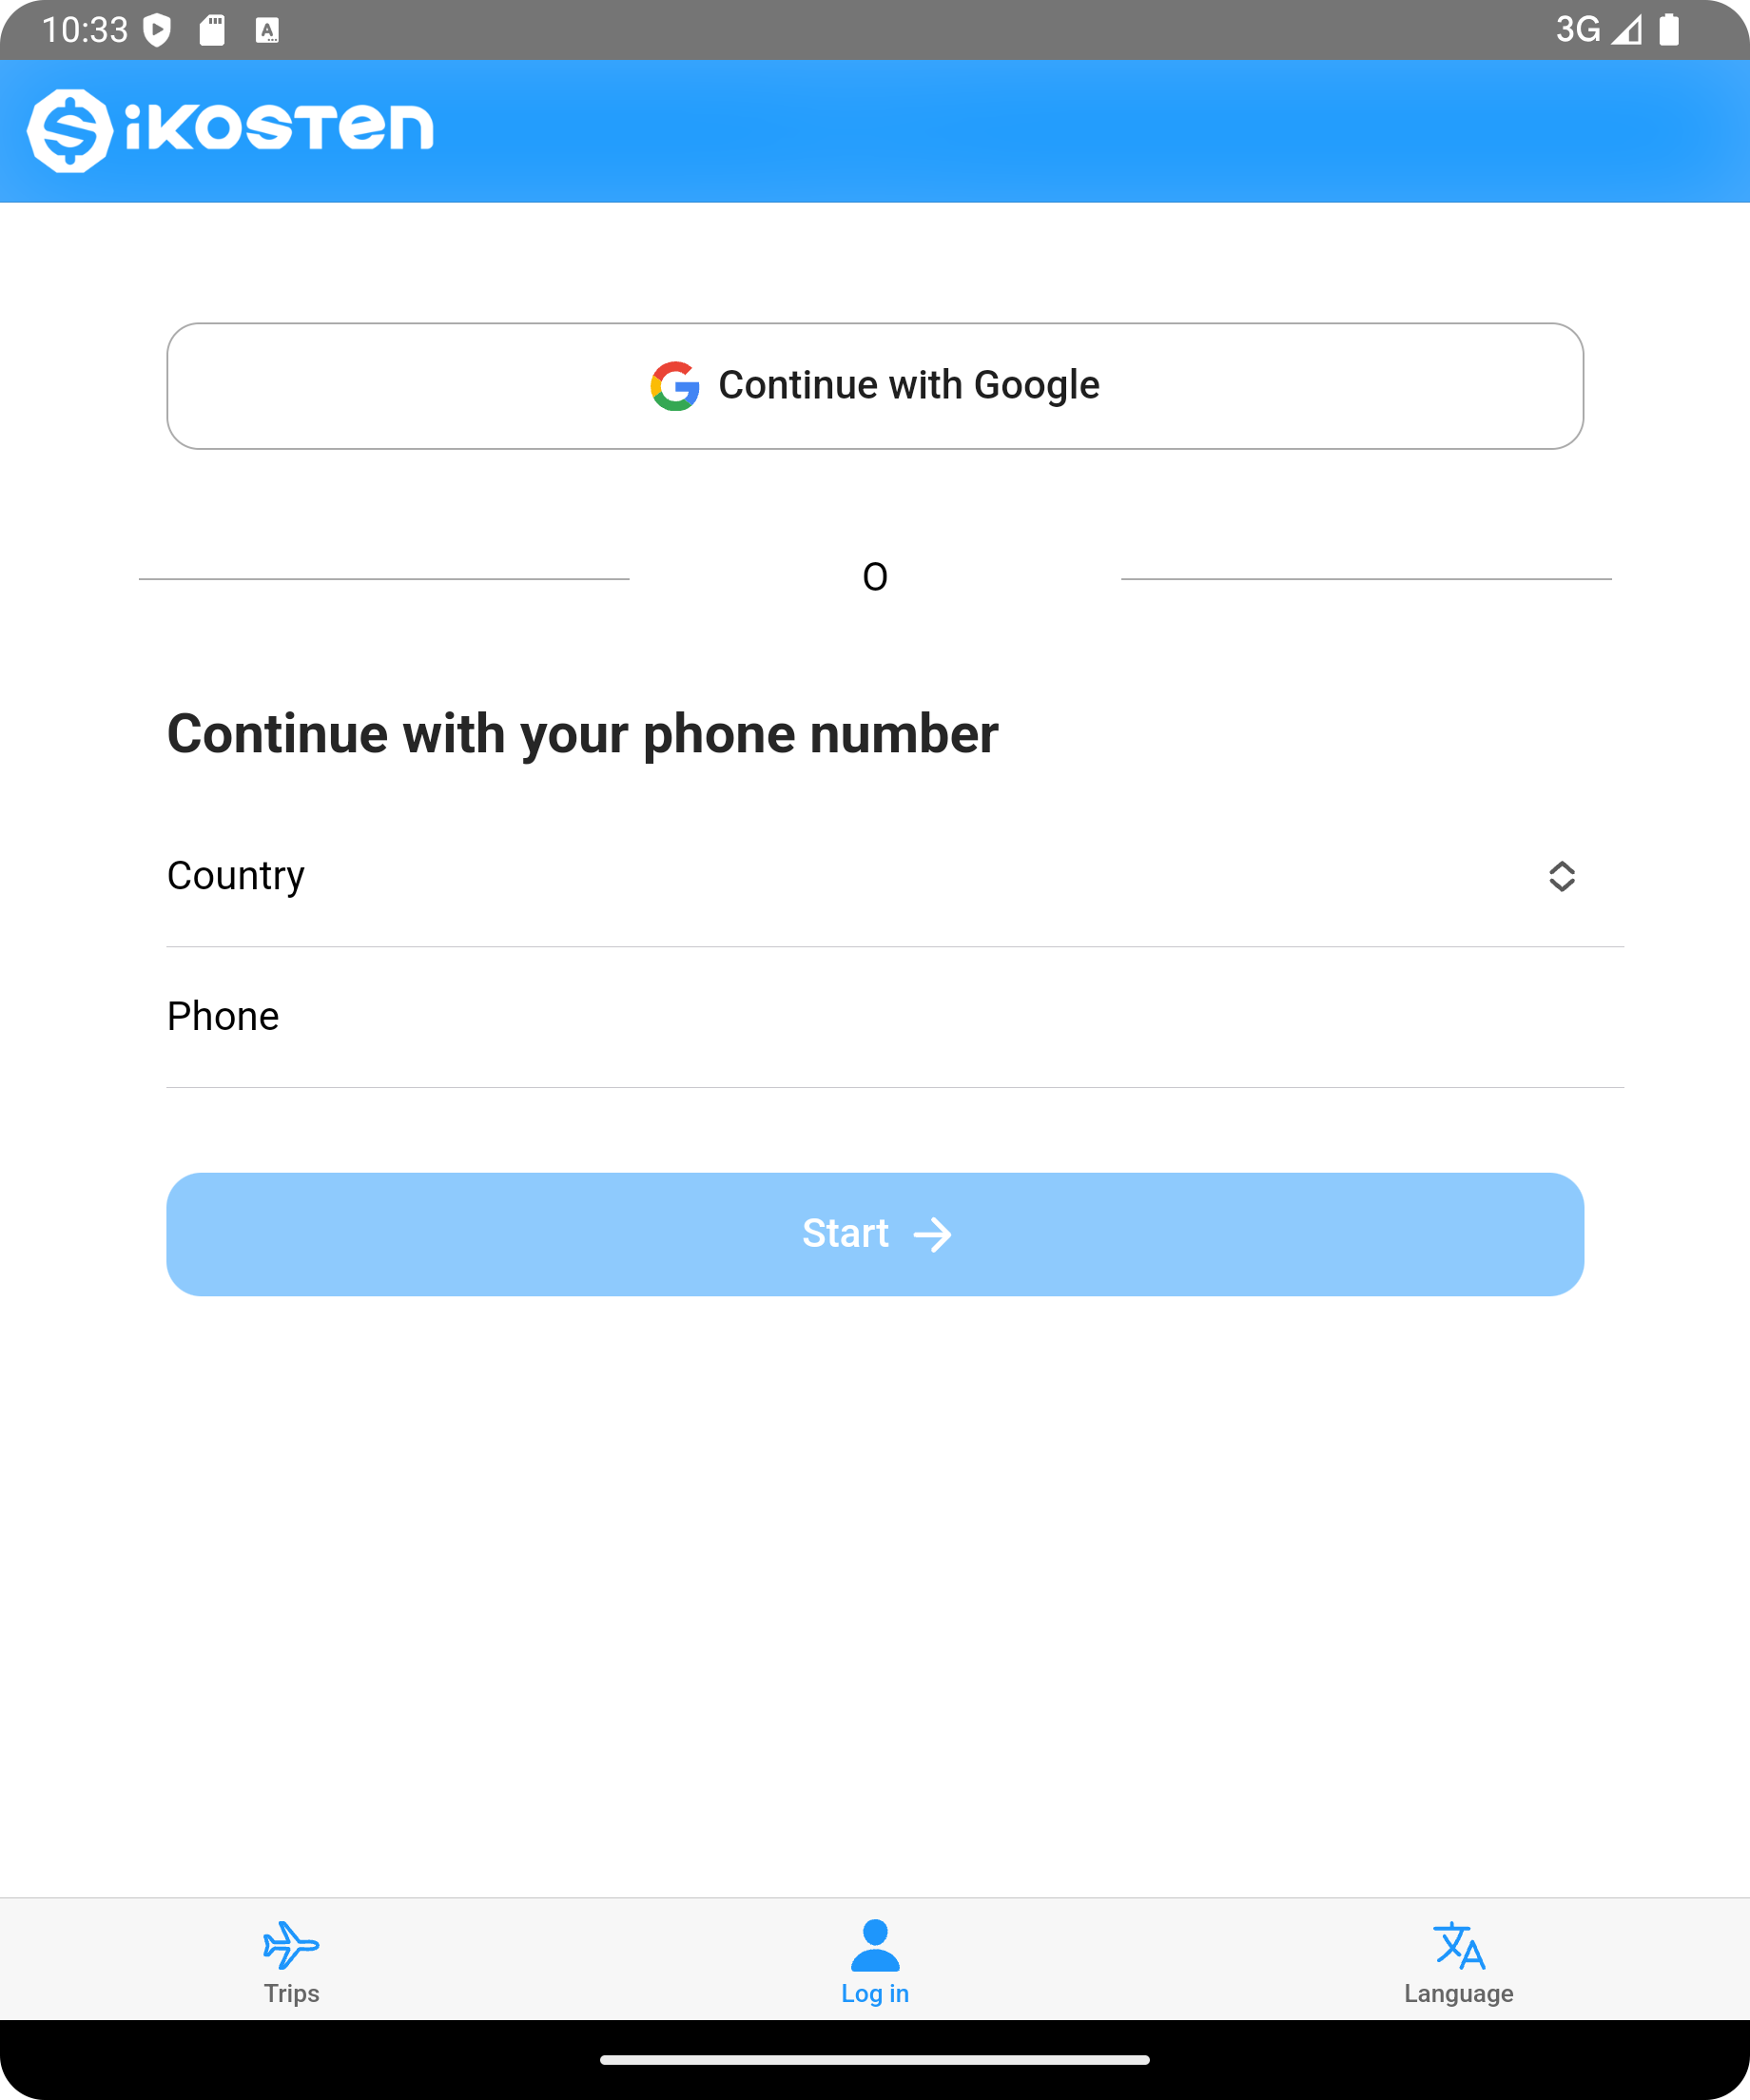 10:33
3G
iKOSTEN
Continue with Google
O
Continue with your phone number
Country
Phone
Start
Trips
Log in
Language